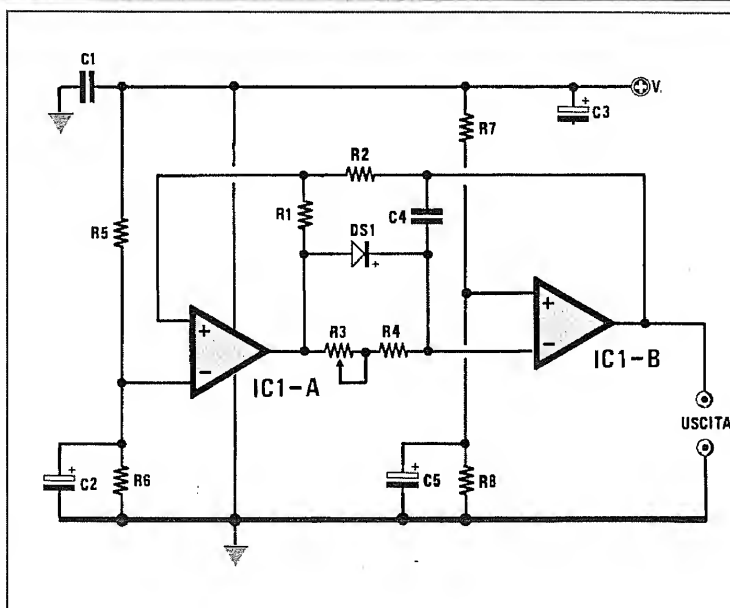 C1
V.
C3
R7
R2
R1
C4
R5
DS1
+
R3
R4
+
−
IC1-A
+
−
IC1-B
USCITA
C2
R6
C5
R8